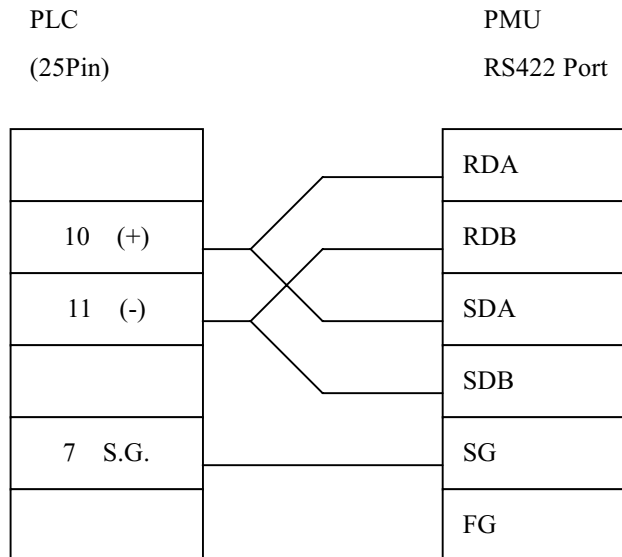 PLC
(25Pin)
PMU
RS422 Port
10 (+)
11 (-)
7 S.G.
RDA
RDB
SDA
SDB
SG
FG